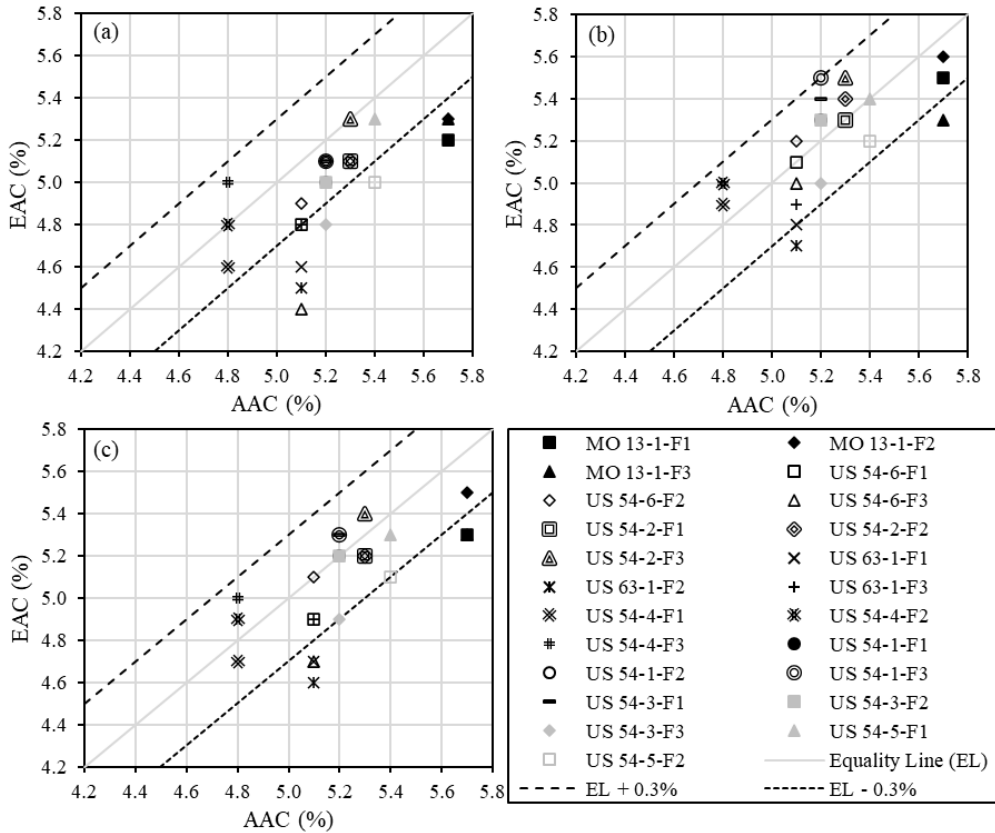 (a)
EAC (%)
5.8
5.6
5.4
5.2
5.0
4.8
4.6
4.4
4.2
4.2 4.4 4.6 4.8 5.0 5.2 5.4 5.6 5.8
AAC (%)
(b)
EAC (%)
5.8
5.6
5.4
5.2
5.0
4.8
4.6
4.4
4.2
4.2 4.4 4.6 4.8 5.0 5.2 5.4 5.6 5.8
AAC (%)
(c)
EAC (%)
5.8
5.6
5.4
5.2
5.0
4.8
4.6
4.4
4.2
4.2 4.4 4.6 4.8 5.0 5.2 5.4 5.6 5.8
AAC (%)
MO 13-1-F1 MO 13-1-F2
MO 13-1-F3 US 54-6-F1
US 54-6-F2 US 54-6-F3
US 54-2-F1 US 54-2-F2
US 54-2-F3 US 63-1-F1
US 63-1-F2 US 63-1-F3
US 54-4-F1 US 54-4-F2
US 54-4-F3 US 54-1-F1
US 54-1-F2 US 54-1-F3
US 54-3-F1 US 54-3-F2
US 54-3-F3 US 54-5-F1
US 54-5-F2 Equality Line (EL)
EL + 0.3% EL - 0.3%